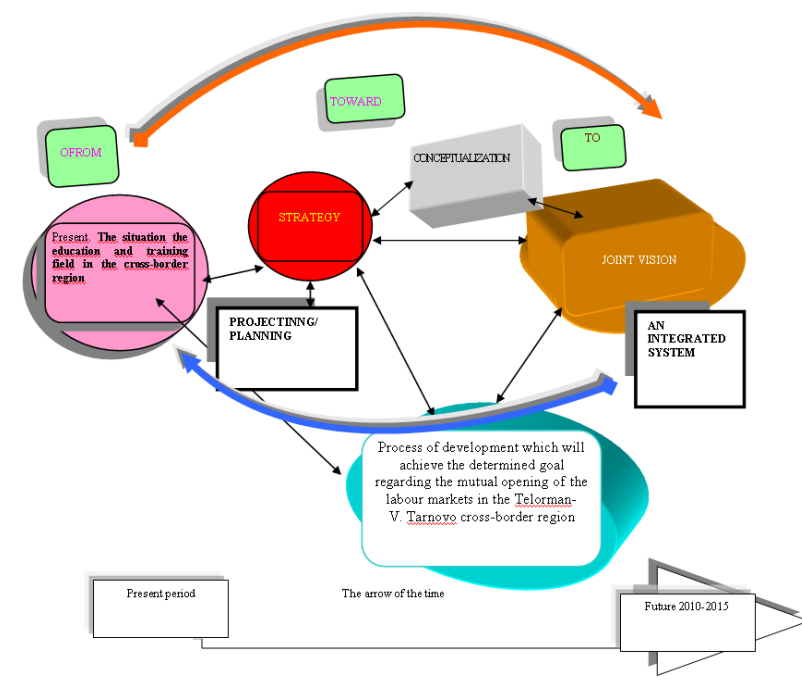 TOWARD
OFROM
TO
CONCEPTUALIZATION
STRATEGY
Present. The situation the
education and training
field in the cross-border
region
JOINT VISION
PROJECTINNG/
PLANNING
AN
INTEGRATED
SYSTEM
Process of development which will
achieve the determined goal
regarding the mutual opening of the
labour markets in the Telorman-
V. Tarnovo cross-border region
Present period
The arrow of the time
Future 2010-2015